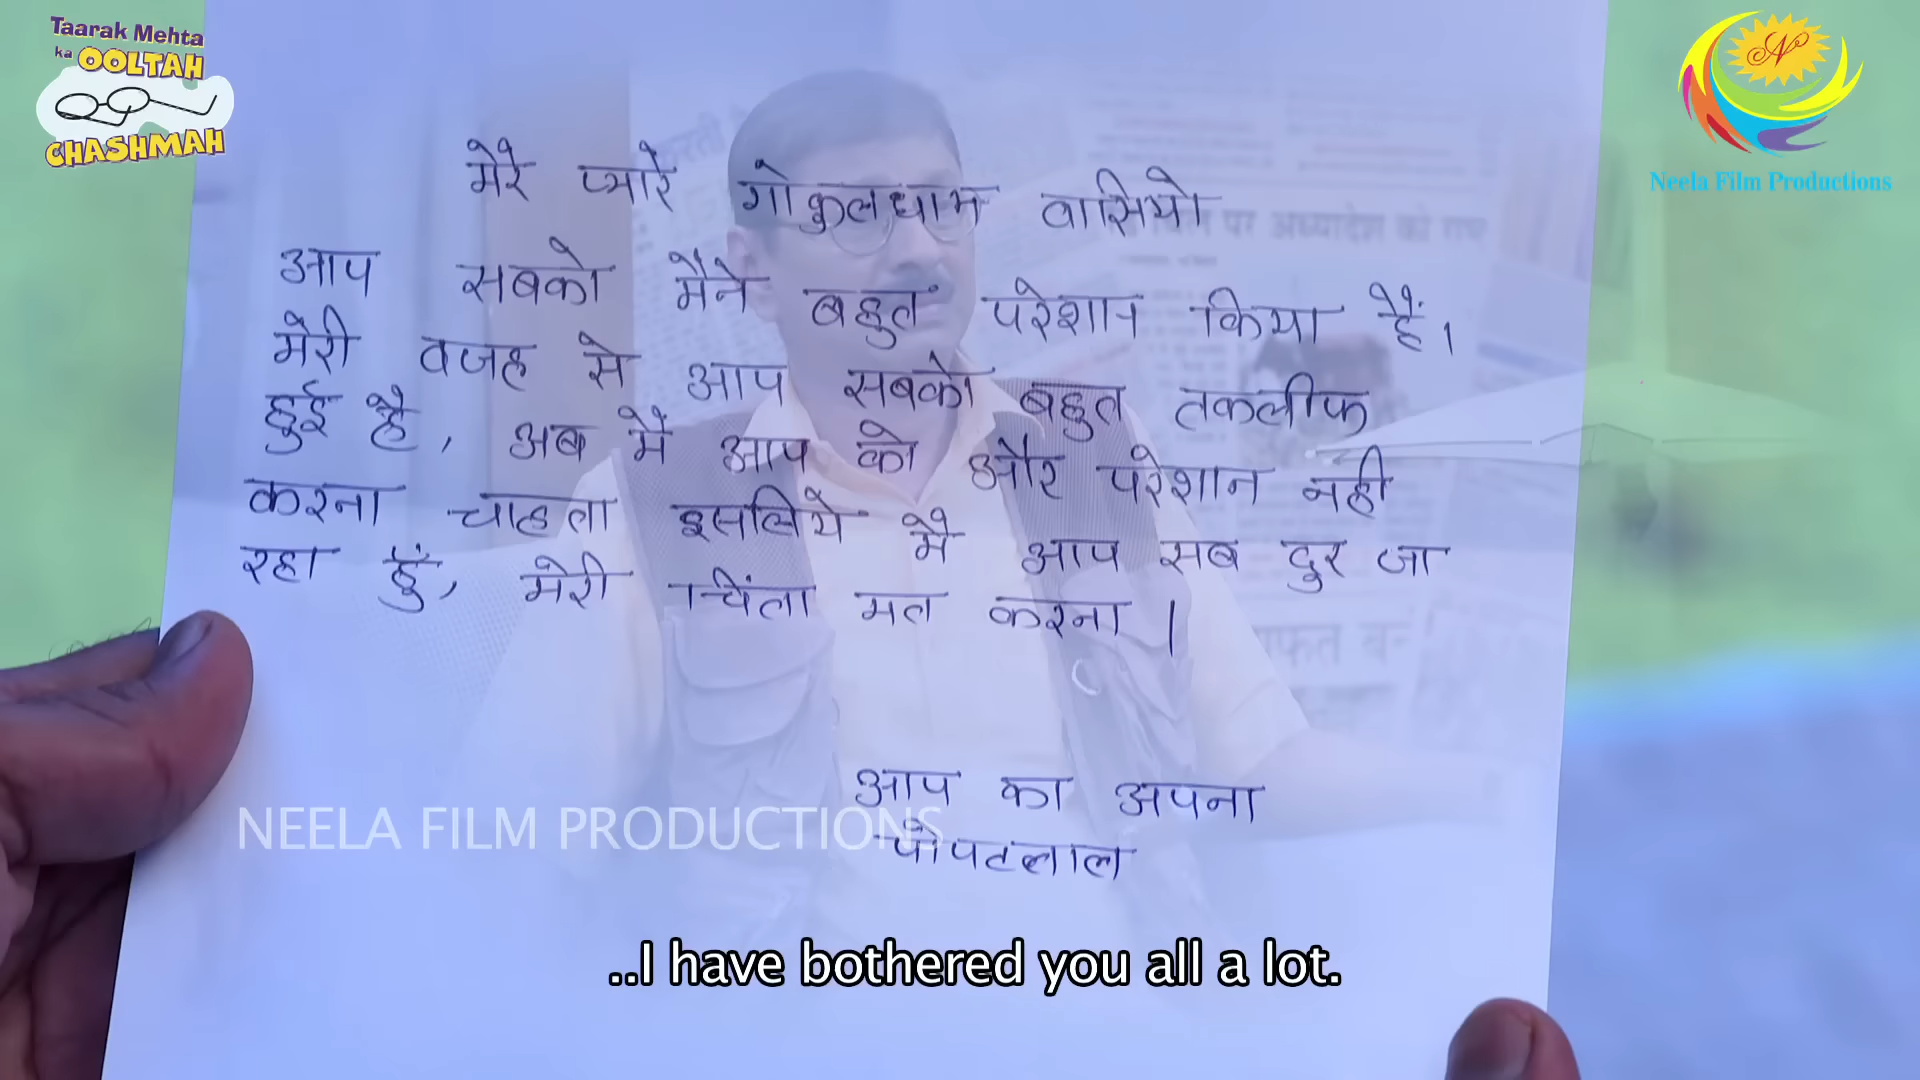 Taarak Mehta
ka OOLTAH
CHASHMAH
Neela Film Productions
मेरे प्यारे गोकुलधाम वासियो
आप सबको मैने बहुत परेशान किया हैं।
मेरी वजह से आप सबको बहुत तकलीफ
हुई है, अब मैं आप को और परेशान नही
करना चाहता इसलिये मै आप सब दुर जा
रहा हुँ, मेरी चिंता मत करना |
आप का अपना
पोपटलाल
पर अध्यादेश को
NEELA FILM PRODUCTIONS
..I have bothered you all a lot.